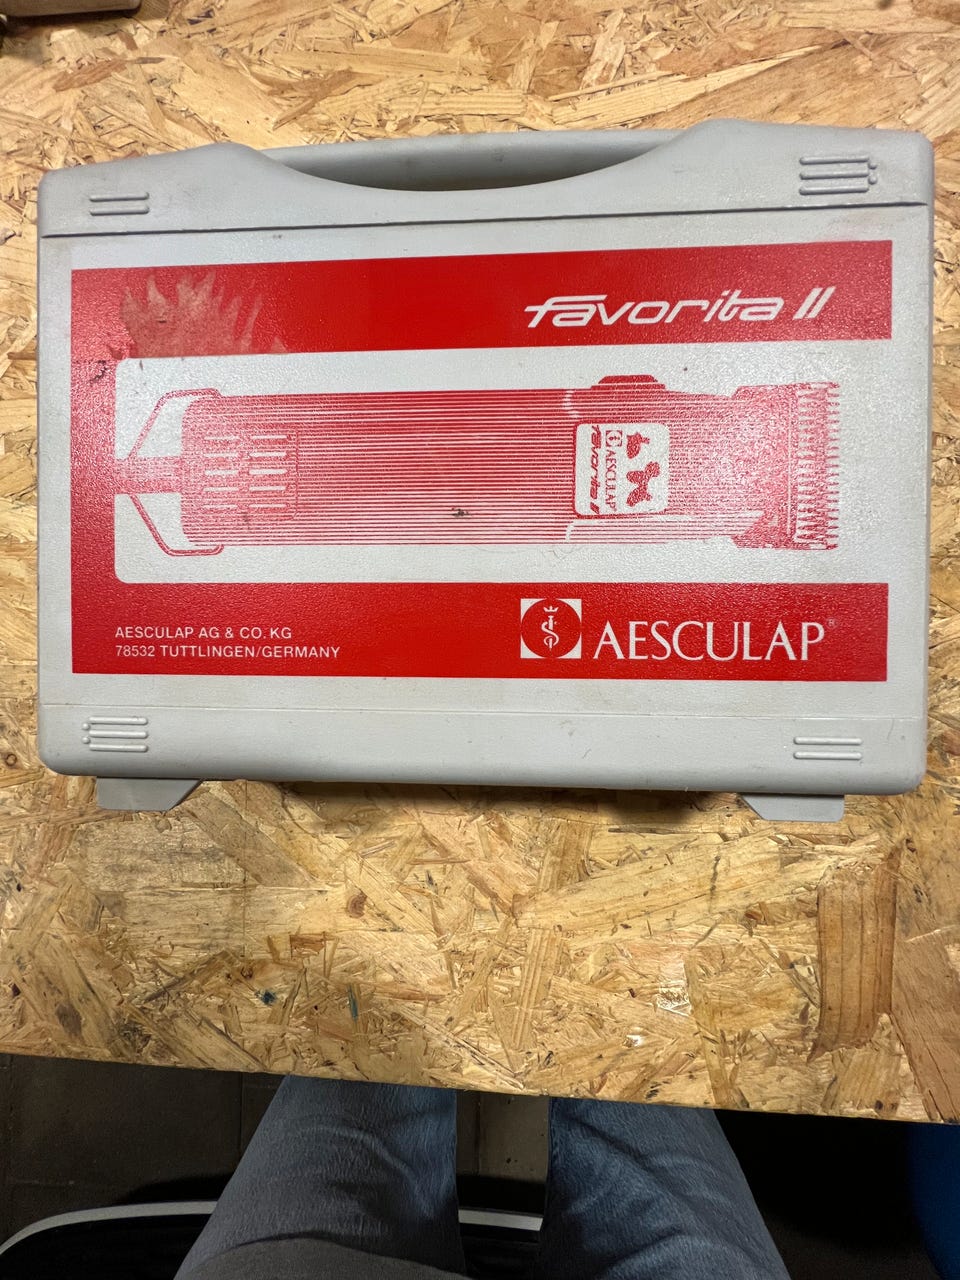 favorita II
AESCULAP
favorita II
AESCULAP AG & CO. KG
78532 TUTTLINGEN/GERMANY
AESCULAP®